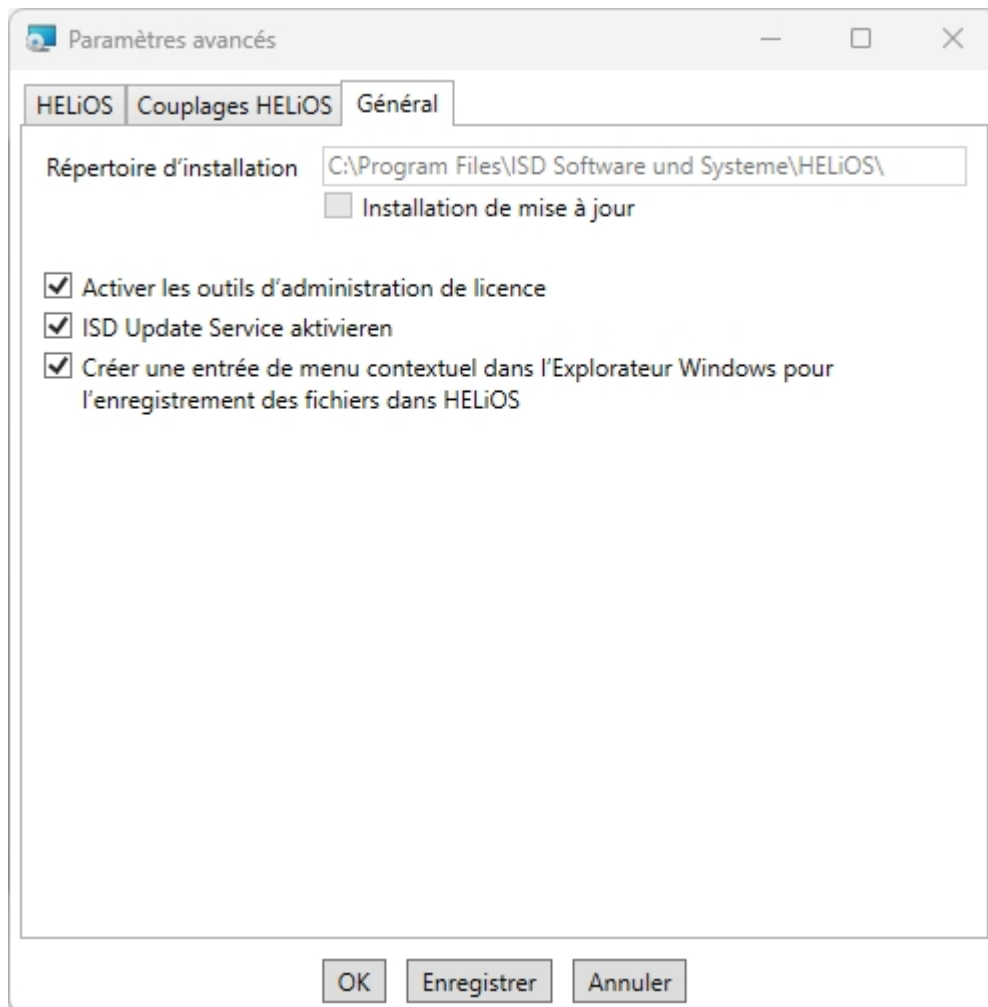 Paramètres avancés
HELiOS
Couplages HELiOS
Général
Répertoire d'installation
C:\Program Files\ISD Software und Systeme\HELiOS\
Installation de mise à jour
Activer les outils d'administration de licence
ISD Update Service aktivieren
Créer une entrée de menu contextuel dans l'Explorateur Windows pour
l'enregistrement des fichiers dans HELiOS
OK
Enregistrer
Annuler